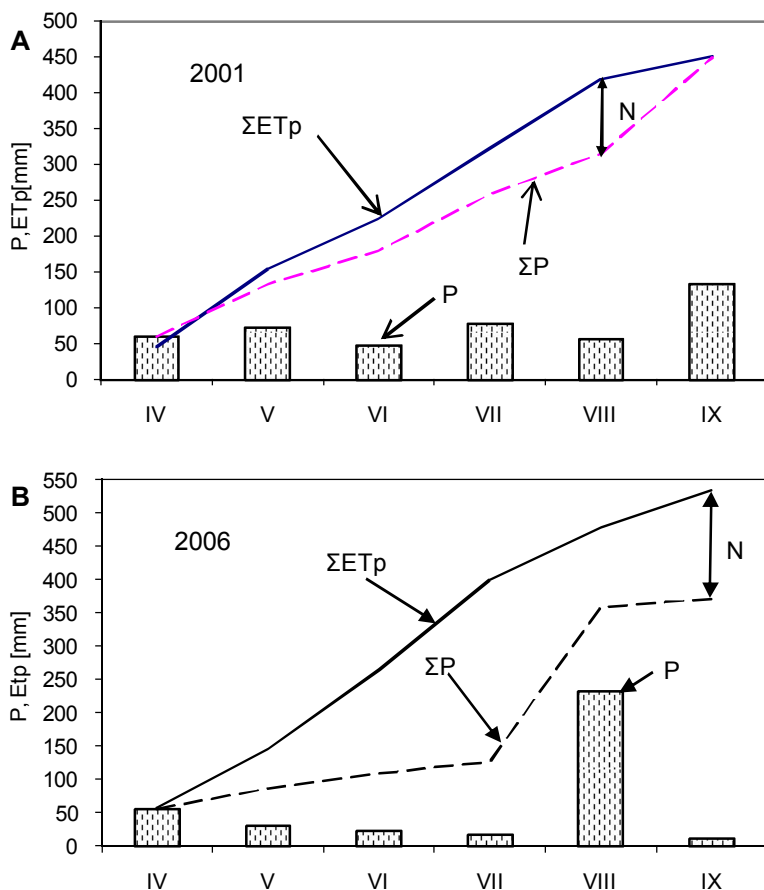 A
2001
P,ETp[mm]
500
450
400
350
300
250
200
150
100
50
0
ΣETp
N
ΣP
P
IV V VI VII VIII IX
B
2006
P, Etp [mm]
550
500
450
400
350
300
250
200
150
100
50
0
ΣETp
N
ΣP
P
IV V VI VII VIII IX